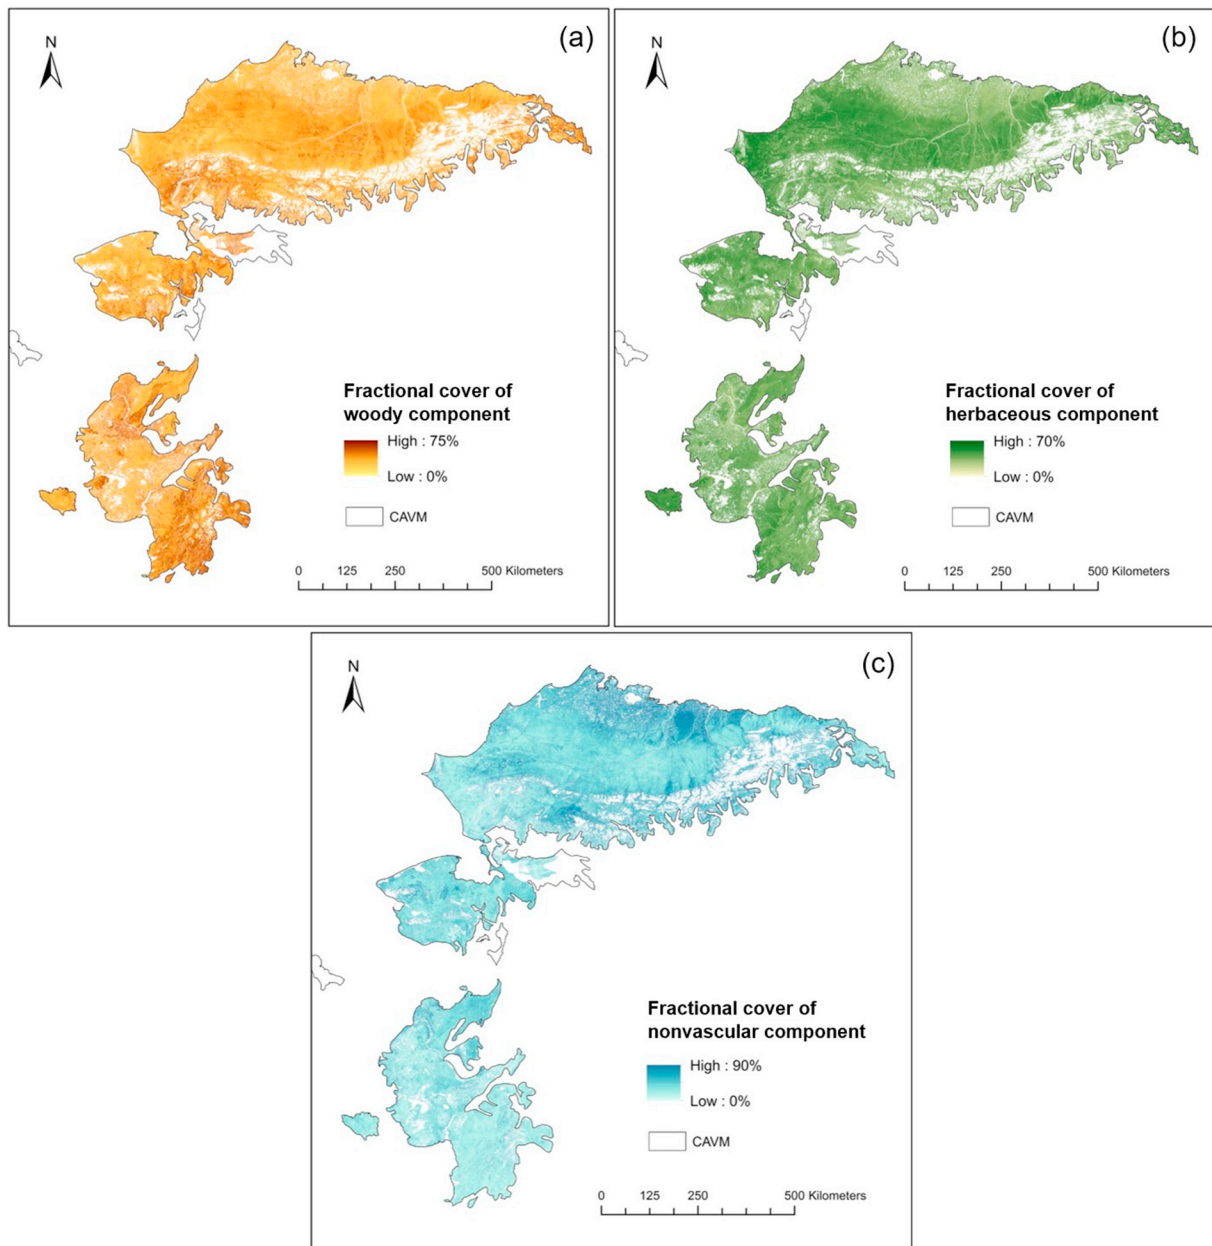 N
(a)
Fractional cover of
woody component
High : 75%
Low : 0%
CAVM
0 125 250 500 Kilometers
N
(b)
Fractional cover of
herbaceous component
High : 70%
Low : 0%
CAVM
0 125 250 500 Kilometers
N
(c)
Fractional cover of
nonvascular component
High : 90%
Low : 0%
CAVM
0 125 250 500 Kilometers